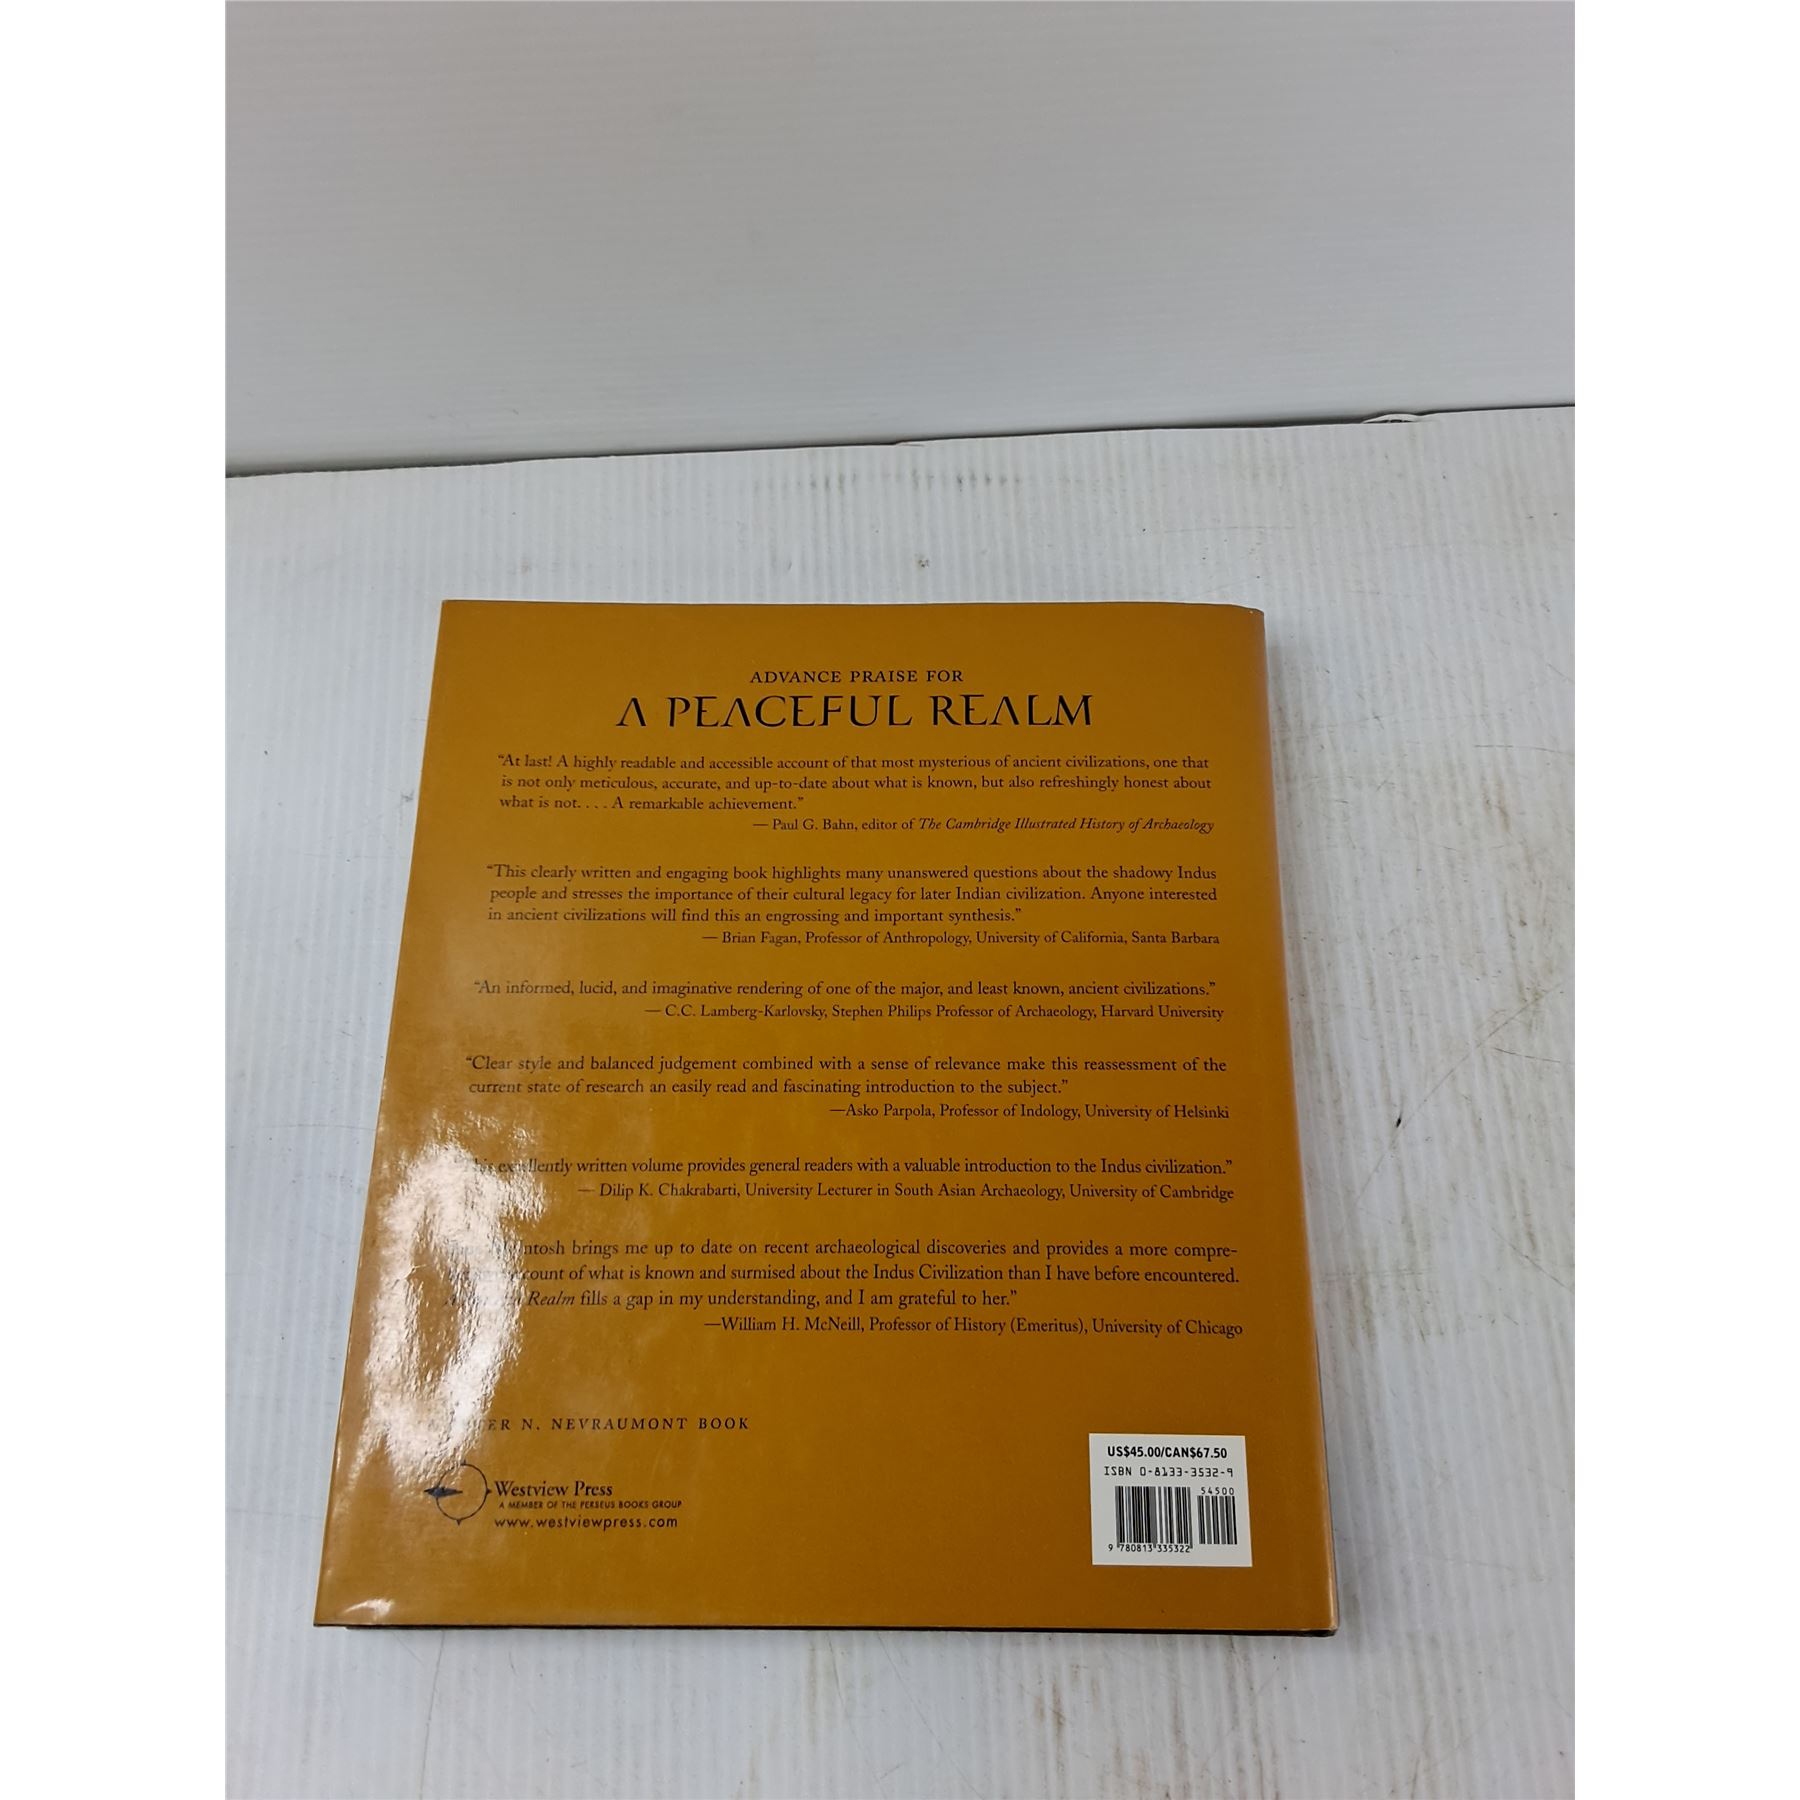 ADVANCE PRAISE FOR
A PEACEFUL REALM
“At last! A highly readable and accessible account of that most mysterious of ancient civilizations, one that
is not only meticulous, accurate, and up-to-date about what is known, but also refreshingly honest about
what is not. . . . A remarkable achievement.”
— Paul G. Bahn, editor of The Cambridge Illustrated History of Archaeology
“This clearly written and engaging book highlights many unanswered questions about the shadowy Indus
people and stresses the importance of their cultural legacy for later Indian civilization. Anyone interested
in ancient civilizations will find this an engrossing and important synthesis.”
— Brian Fagan, Professor of Anthropology, University of California, Santa Barbara
“An informed, lucid, and imaginative rendering of one of the major, and least known, ancient civilizations.”
— C.C. Lamberg-Karlovsky, Stephen Philips Professor of Archaeology, Harvard University
“Clear style and balanced judgement combined with a sense of relevance make this reassessment of the
current state of research an easily read and fascinating introduction to the subject.”
—Asko Parpola, Professor of Indology, University of Helsinki
“This excellently written volume provides general readers with a valuable introduction to the Indus civilization.”
— Dilip K. Chakrabarti, University Lecturer in South Asian Archaeology, University of Cambridge
brings me up to date on recent archaeological discoveries and provides a more compre-
of what is known and surmised about the Indus Civilization than I have before encountered.
Realm fills a gap in my understanding, and I am grateful to her.”
—William H. McNeill, Professor of History (Emeritus), University of Chicago
N. NEVRAUMONT BOOK
Westview Press
A MEMBER OF THE PERSEUS BOOKS GROUP
www.westviewpress.com
US$45.00/CAN$67.50
ISBN 0-8133-3532-9
54500
9 780813 335322